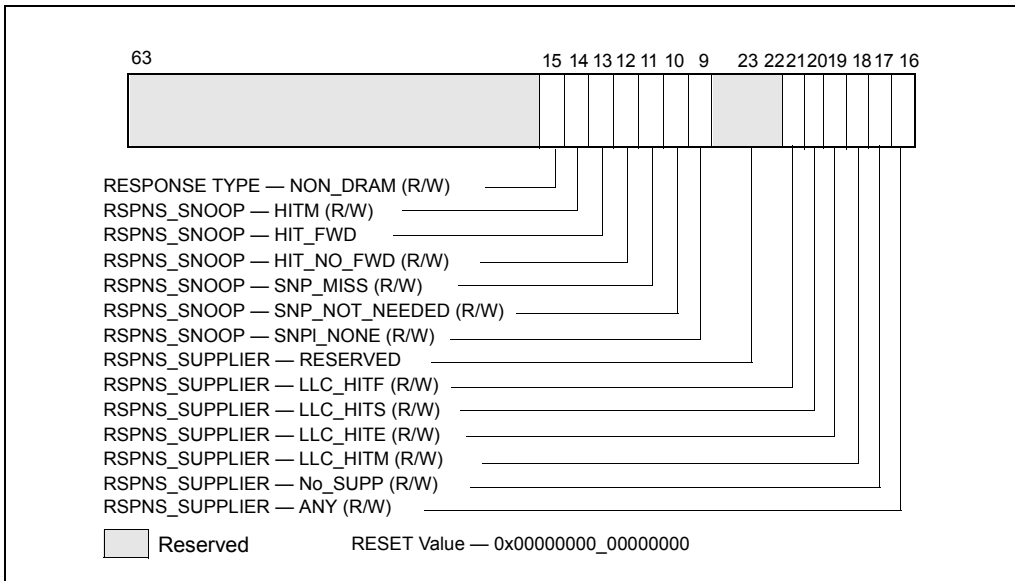 63 15 14 13 12 11 10 9 23 22 21 20 19 18 17 16
RESPONSE TYPE — NON_DRAM (R/W)
RSPNS_SNOOP — HITM (R/W)
RSPNS_SNOOP — HIT_FWD
RSPNS_SNOOP — HIT_NO_FWD (R/W)
RSPNS_SNOOP — SNP_MISS (R/W)
RSPNS_SNOOP — SNP_NOT_NEEDED (R/W)
RSPNS_SNOOP — SNPI_NONE (R/W)
RSPNS_SUPPLIER — RESERVED
RSPNS_SUPPLIER — LLC_HITF (R/W)
RSPNS_SUPPLIER — LLC_HITS (R/W)
RSPNS_SUPPLIER — LLC_HITE (R/W)
RSPNS_SUPPLIER — LLC_HITM (R/W)
RSPNS_SUPPLIER — No_SUPP (R/W)
RSPNS_SUPPLIER — ANY (R/W)
Reserved RESET Value — 0x00000000_00000000